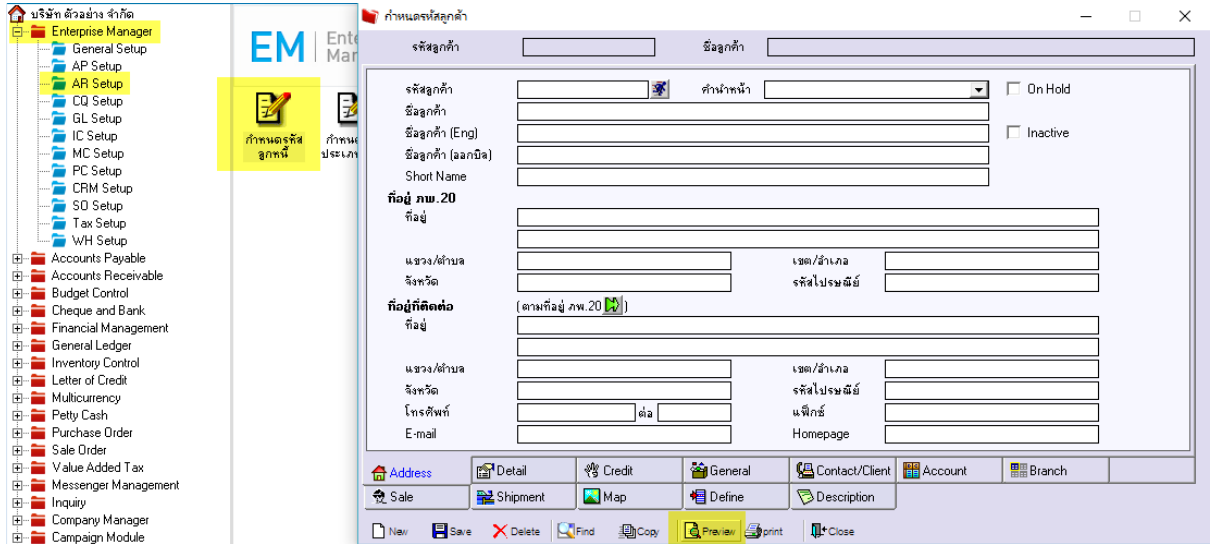 บริษัท ตัวอย่าง จำกัด
Enterprise Manager
General Setup
AP Setup
AR Setup
CQ Setup
GL Setup
IC Setup
MC Setup
PC Setup
CRM Setup
SO Setup
Tax Setup
WH Setup
Accounts Payable
Accounts Receivable
Budget Control
Cheque and Bank
Financial Management
General Ledger
Inventory Control
Letter of Credit
Multicurrency
Petty Cash
Purchase Order
Sale Order
Value Added Tax
Messenger Management
Inquiry
Company Manager
Campaign Module
EM Ente
Mar
กำหนดรหัส กำหน
ลูกหนี้ ประเภ
กำหนดรหัสลูกค้า
รหัสลูกค้า ชื่อลูกค้า
รหัสลูกค้า คำนำหน้า On Hold
ชื่อลูกค้า
ชื่อลูกค้า (Eng) Inactive
ชื่อลูกค้า (ออกบิล)
Short Name
ที่อยู่ ภพ.20
ที่อยู่
แขวง/ตำบล เขต/อำเภอ
จังหวัด รหัสไปรษณีย์
ที่อยู่ที่ติดต่อ (ตามที่อยู่ ภพ.20 )
ที่อยู่
แขวง/ตำบล เขต/อำเภอ
จังหวัด รหัสไปรษณีย์
โทรศัพท์ ต่อ แฟ็กซ์
E-mail Homepage
Address Detail Credit General Contact/Client Account Branch
Sale Shipment Map Define Description
New Save Delete Find Copy Preview print Close